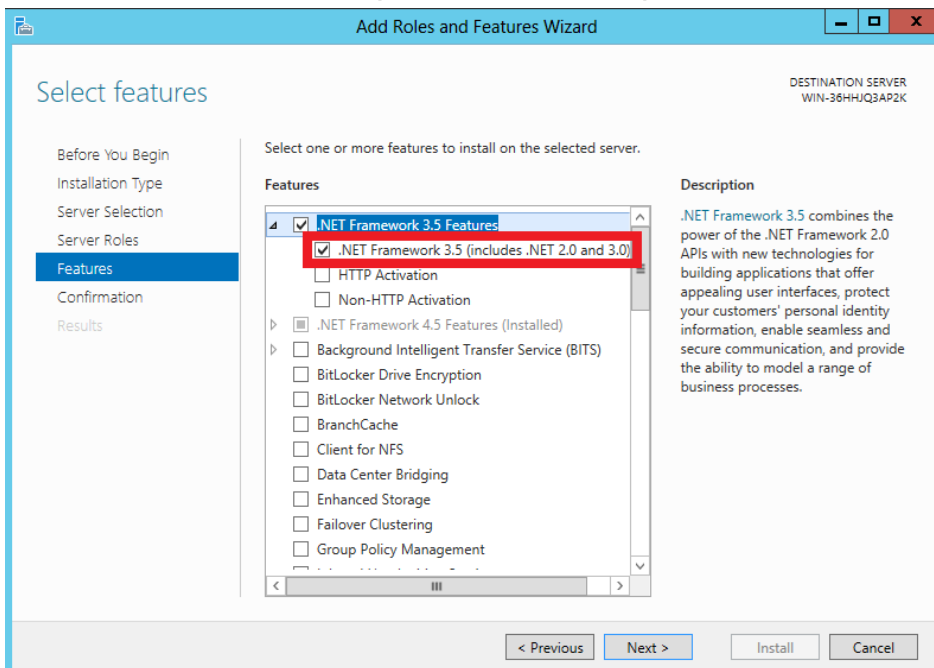 Add Roles and Features Wizard
Select features
DESTINATION SERVER
WIN-36HHJQ3AP2K
Before You Begin
Installation Type
Server Selection
Server Roles
Features
Confirmation
Results
Select one or more features to install on the selected server.
Features
.NET Framework 3.5 Features
.NET Framework 3.5 (includes .NET 2.0 and 3.0)
HTTP Activation
Non-HTTP Activation
.NET Framework 4.5 Features (Installed)
Background Intelligent Transfer Service (BITS)
BitLocker Drive Encryption
BitLocker Network Unlock
BranchCache
Client for NFS
Data Center Bridging
Enhanced Storage
Failover Clustering
Group Policy Management
Description
.NET Framework 3.5 combines the
power of the .NET Framework 2.0
APIs with new technologies for
building applications that offer
appealing user interfaces, protect
your customers' personal identity
information, enable seamless and
secure communication, and provide
the ability to model a range of
business processes.
< Previous
Next >
Install
Cancel